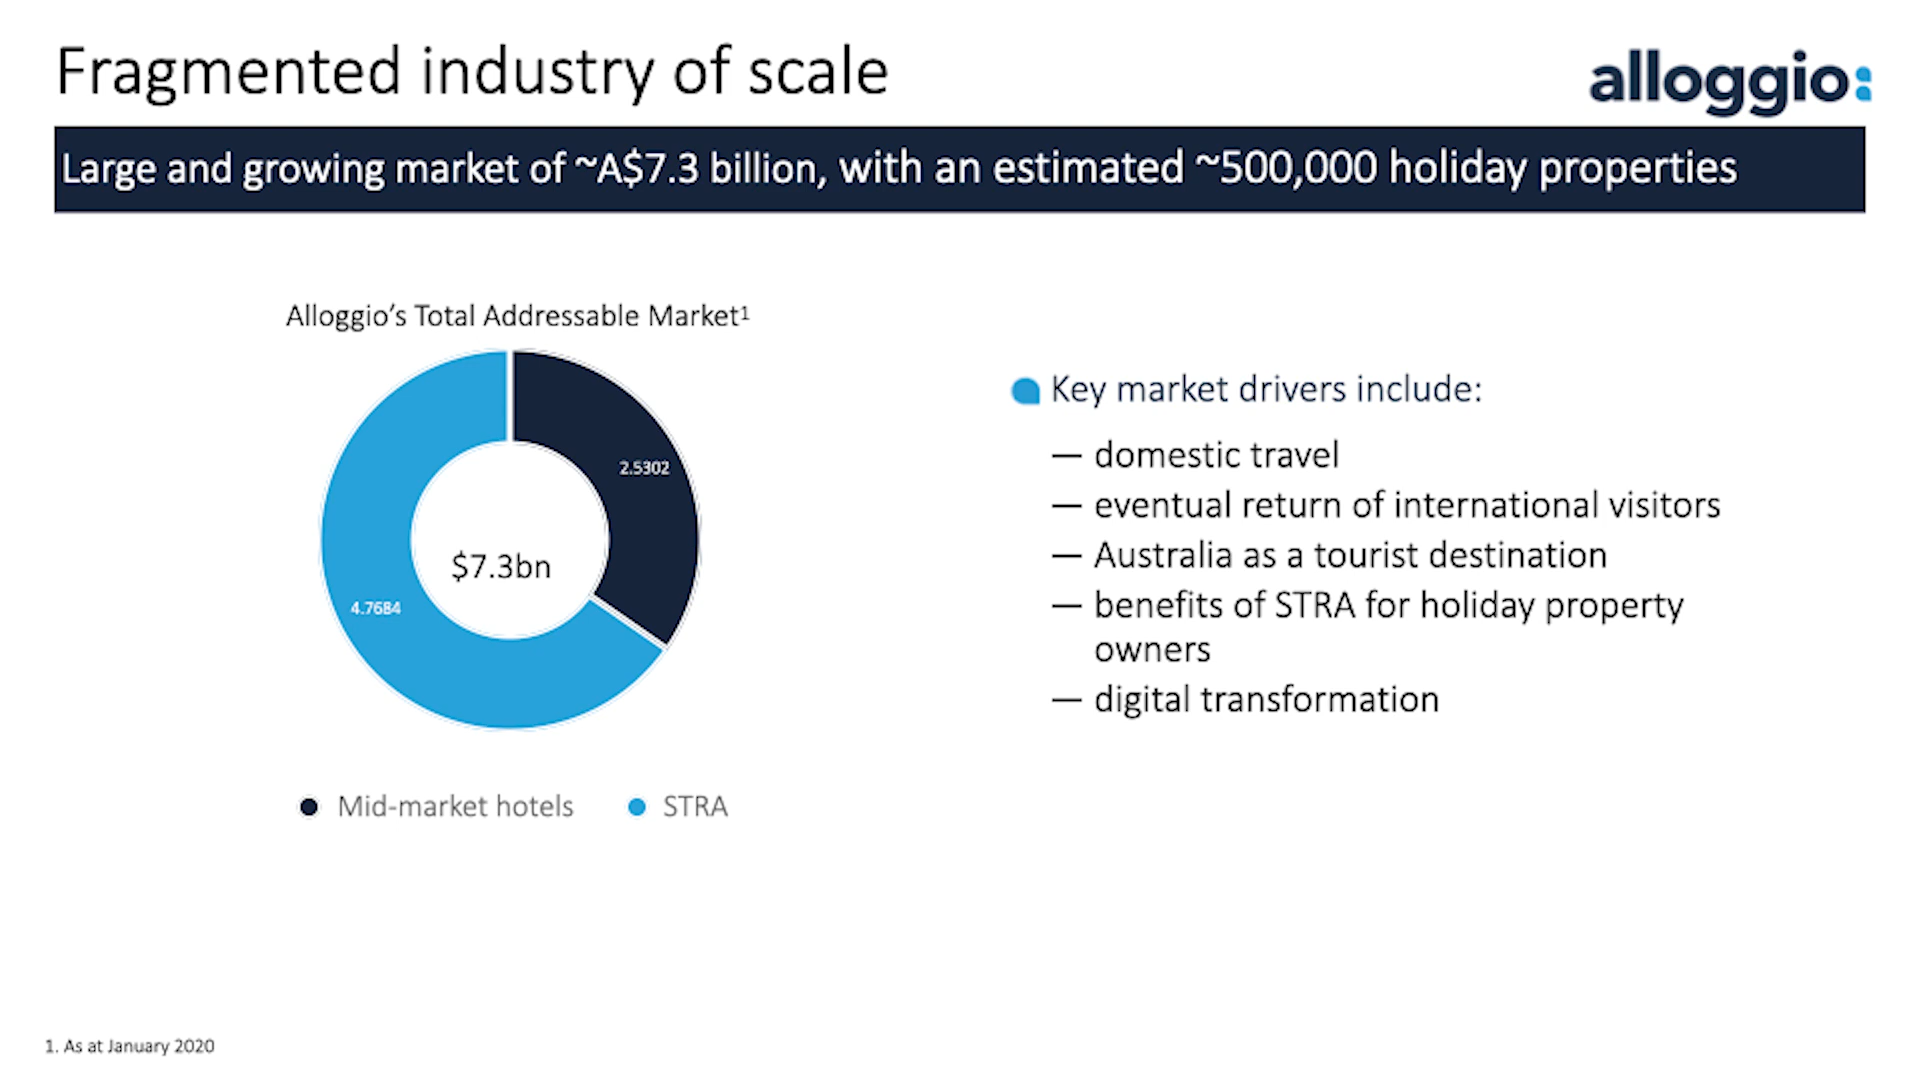 Fragmented industry of scale
alloggio:
Large and growing market of ~A$7.3 billion, with an estimated ~500,000 holiday properties
Alloggio’s Total Addressable Market¹
2.5302
$7.3bn
4.7684
Mid-market hotels
STRA
Key market drivers include:
— domestic travel
— eventual return of international visitors
— Australia as a tourist destination
— benefits of STRA for holiday property
owners
— digital transformation
1. As at January 2020